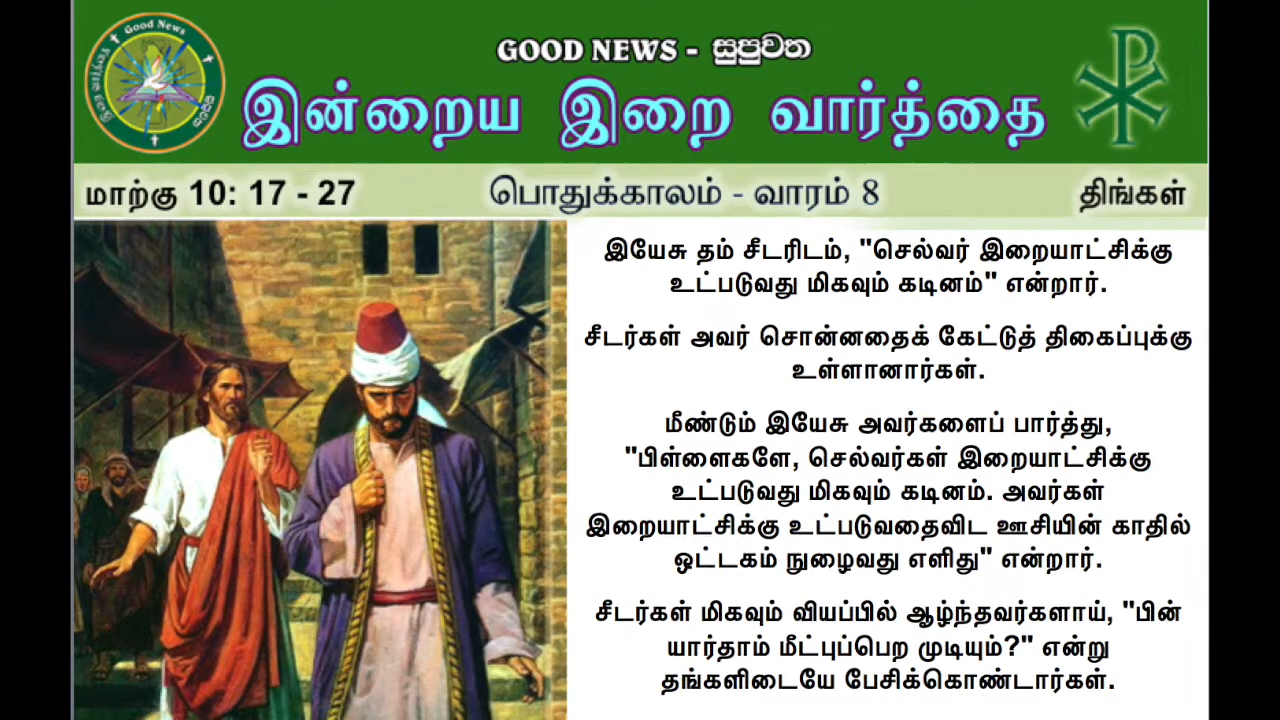 Good News
GOOD NEWS - සුපුවත
இன்றைய இறை வார்த்தை
மாற்கு 10: 17 - 27
பொதுக்காலம் - வாரம் 8
திங்கள்
இயேசு தம் சீடரிடம், "செல்வர் இறையாட்சிக்கு
உட்படுவது மிகவும் கடினம்" என்றார்.
சீடர்கள் அவர் சொன்னதைக் கேட்டுத் திகைப்புக்கு
உள்ளானார்கள்.
மீண்டும் இயேசு அவர்களைப் பார்த்து,
"பிள்ளைகளே, செல்வர்கள் இறையாட்சிக்கு
உட்படுவது மிகவும் கடினம். அவர்கள்
இறையாட்சிக்கு உட்படுவதைவிட ஊசியின் காதில்
ஒட்டகம் நுழைவது எளிது" என்றார்.
சீடர்கள் மிகவும் வியப்பில் ஆழ்ந்தவர்களாய், "பின்
யார்தாம் மீட்புப்பெற முடியும்?" என்று
தங்களிடையே பேசிக்கொண்டார்கள்.